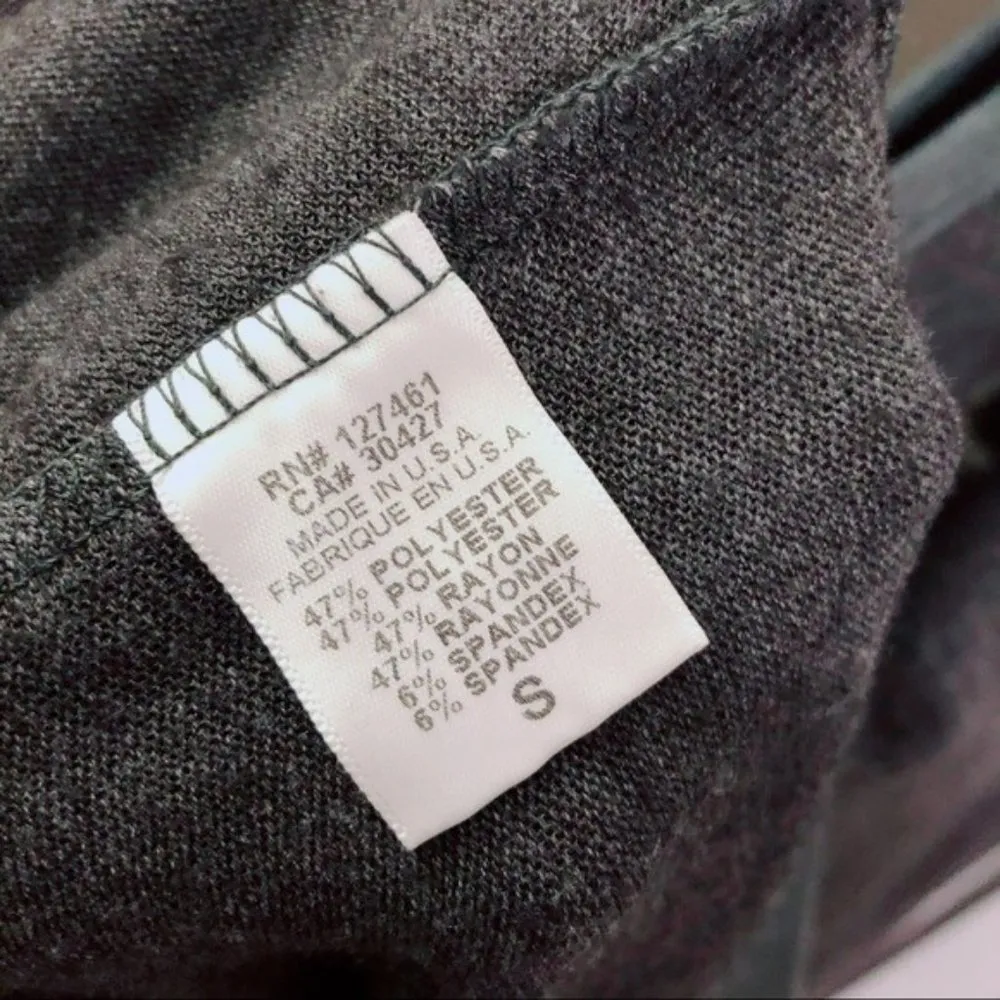 RN# 127461
CA# 30427
MADE IN U.S.A.
FABRIQUE EN U.S.A.
47% POLYESTER
47% POLYESTER
47% RAYON
47% RAYONNE
6% SPANDEX
6% SPANDEX
S